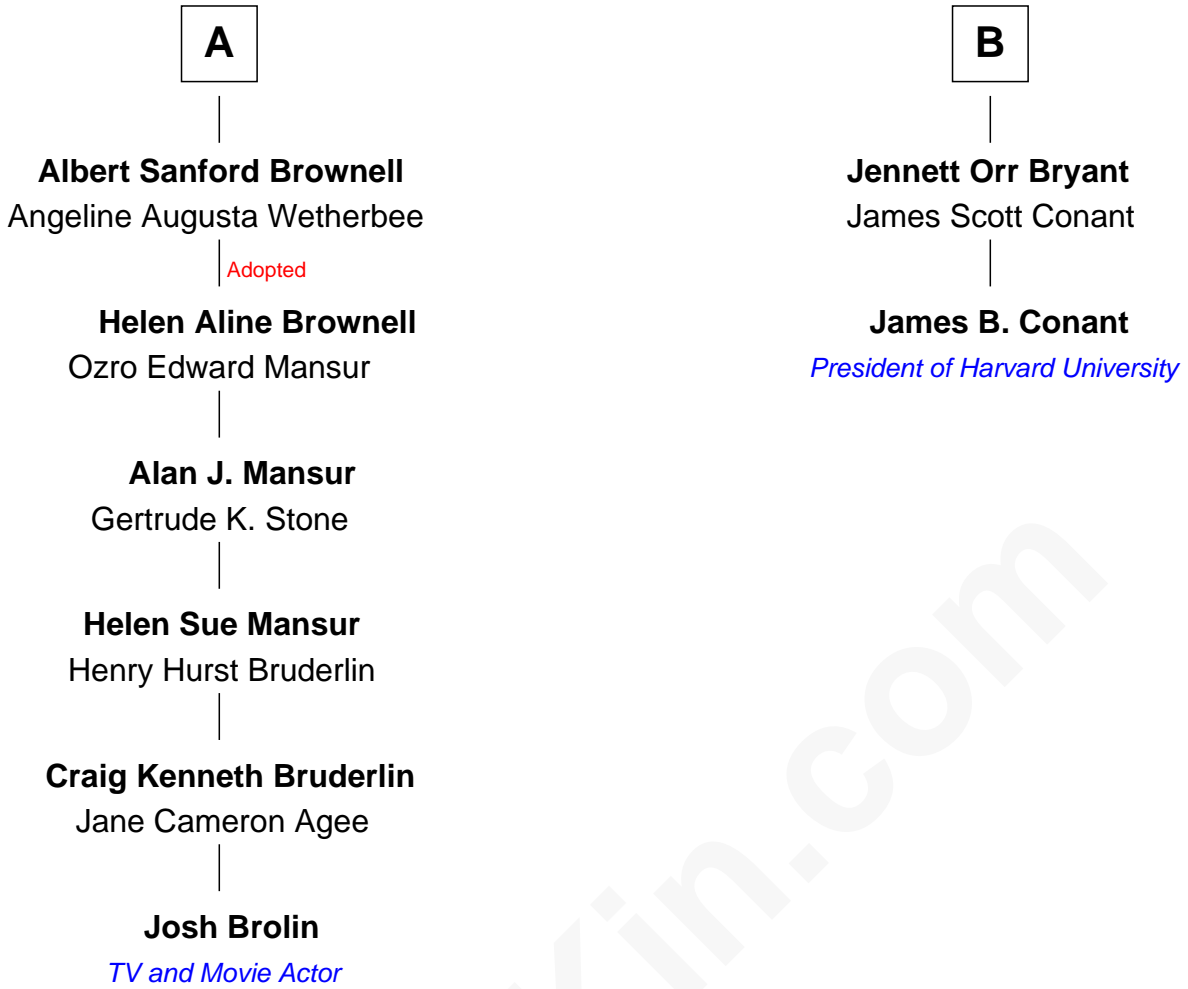 A
Albert Sanford Brownell
Angeline Augusta Wetherbee
Adopted
Helen Aline Brownell
Ozro Edward Mansur
Alan J. Mansur
Gertrude K. Stone
Helen Sue Mansur
Henry Hurst Bruderlin
Craig Kenneth Bruderlin
Jane Cameron Agee
Josh Brolin
TV and Movie Actor
B
Jennett Orr Bryant
James Scott Conant
James B. Conant
President of Harvard University